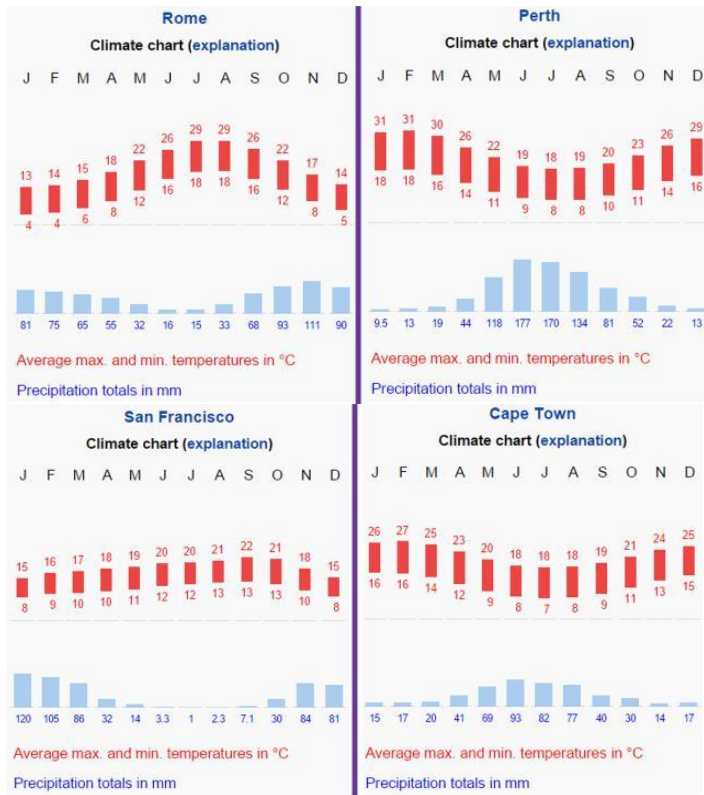 Rome
Climate chart (explanation)
J F M A M J J A S O N D
13 14 15 18 22 26 29 29 26 22 17 14
4 4 6 8 12 16 18 18 16 12 8 5
81 75 65 55 32 16 15 33 68 93 111 90
Average max. and min. temperatures in °C
Precipitation totals in mm
Perth
Climate chart (explanation)
J F M A M J J A S O N D
31 31 30 26 22 19 18 19 20 23 26 29
18 18 16 14 11 9 8 8 10 11 14 16
9.5 13 19 44 118 177 170 134 81 52 22 13
Average max. and min. temperatures in °C
Precipitation totals in mm
San Francisco
Climate chart (explanation)
J F M A M J J A S O N D
15 16 17 18 19 20 20 21 22 21 18 15
8 9 10 10 11 12 12 13 13 13 10 8
120 105 86 32 14 3.3 1 2.3 7.1 30 84 81
Average max. and min. temperatures in °C
Precipitation totals in mm
Cape Town
Climate chart (explanation)
J F M A M J J A S O N D
26 27 25 23 20 18 18 18 19 21 24 25
16 16 14 12 9 8 7 8 9 11 13 15
15 17 20 41 69 93 82 77 40 30 14 17
Average max. and min. temperatures in °C
Precipitation totals in mm